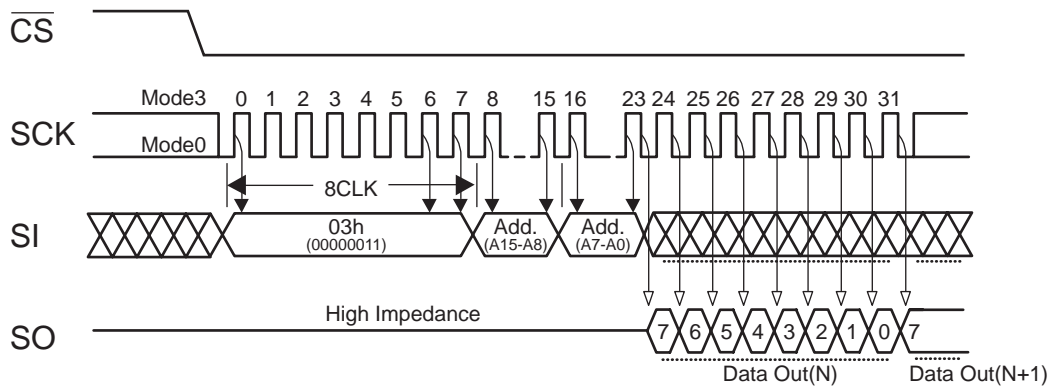 CS
Mode3 0 1 2 3 4 5 6 7 8 15 16 23 24 25 26 27 28 29 30 31
SCK
Mode0
8CLK
SI
03h
(00000011)
Add.
(A15-A8)
Add.
(A7-A0)
High Impedance
SO
7 6 5 4 3 2 1 0 7
Data Out(N)
Data Out(N+1)